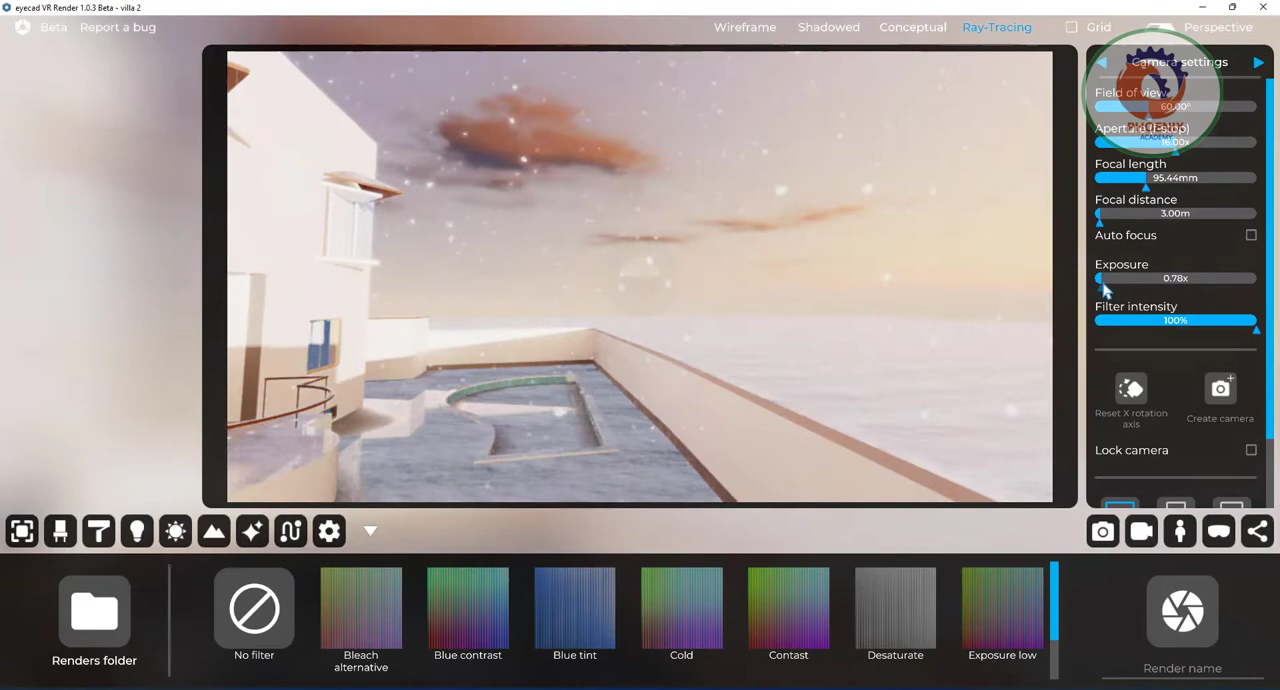 eyecad VR Render 1.0.3 Beta - villa 2
Beta
Report a bug
Wireframe
Shadowed
Conceptual
Ray-Tracing
Grid
Perspective
Camera settings
Field of view
60.00°
Aperture (f-stop)
16.00x
PHOENIX
ACADEMY
Focal length
95.44mm
Focal distance
3.00m
Auto focus
Exposure
0.78x
Filter intensity
100%
Reset X rotation
axis
Create camera
Lock camera
Renders folder
No filter
Bleach
alternative
Blue contrast
Blue tint
Cold
Contast
Desaturate
Exposure low
Render name